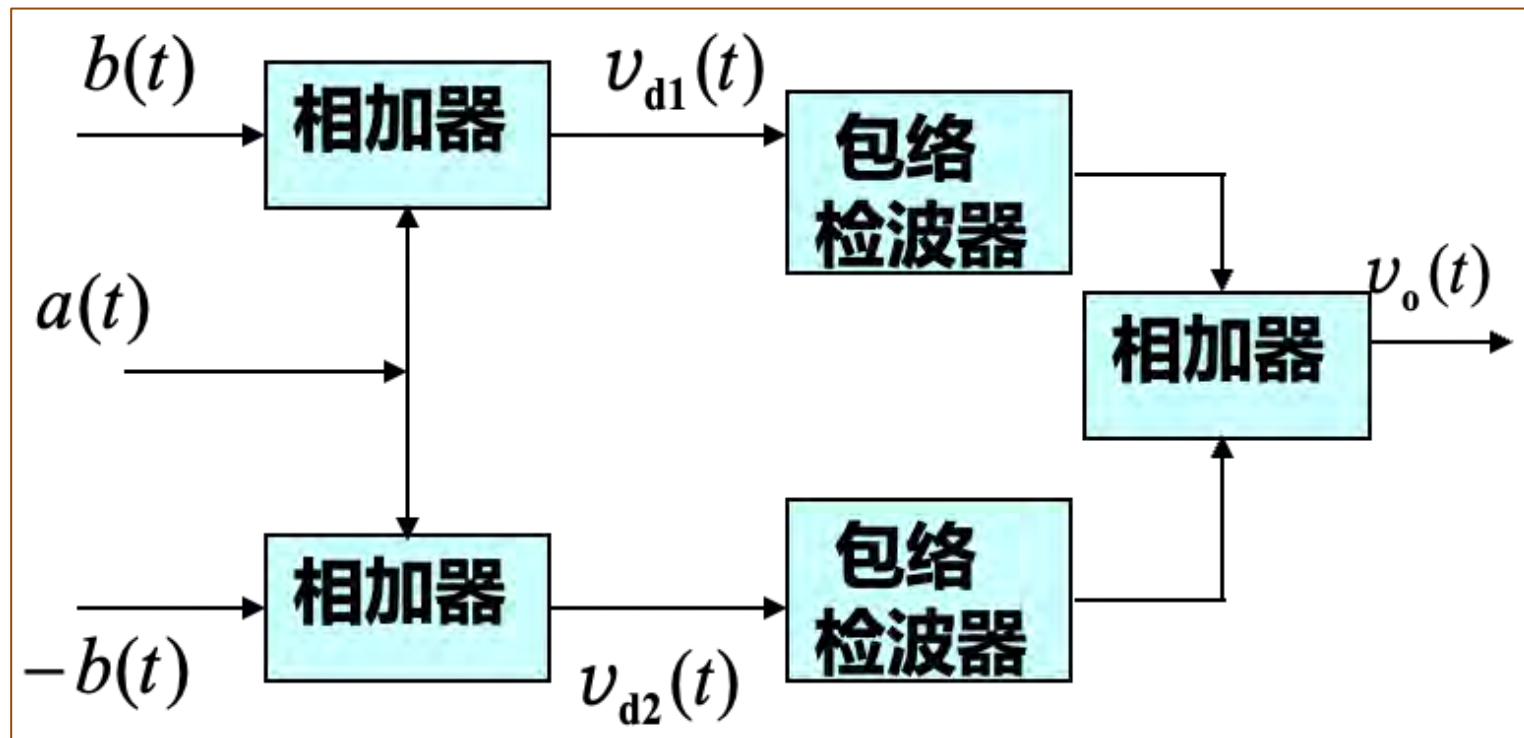 b(t)
相加器
υd1(t)
包络
检波器
a(t)
相加器
υo(t)
相加器
−b(t)
υd2(t)
包络
检波器